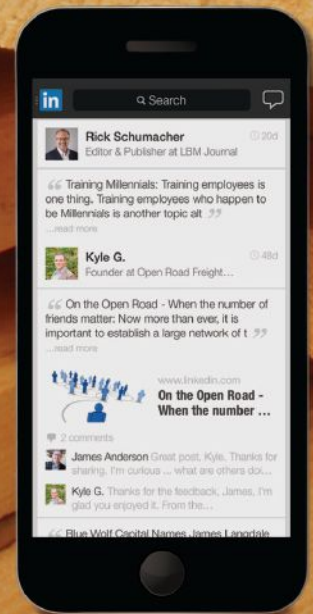 in
Search
Rick Schumacher
20d
Editor & Publisher at LBM Journal
“ Training Millennials: Training employees is
one thing. Training employees who happen to
be Millennials is another topic alt ”
...read more
Kyle G.
48d
Founder at Open Road Freight...
“ On the Open Road - When the number of
friends matter: Now more than ever, it is
important to establish a large network of t ”
...read more
www.linkedin.com
On the Open Road -
When the number ...
2 comments
James Anderson Great post, Kyle. Thanks for
sharing. I'm curious ... what are others doi...
Kyle G. Thanks for the feedback, James, I'm
glad you enjoyed it. From the...
“ Blue Wolf Capital Names James Langdale